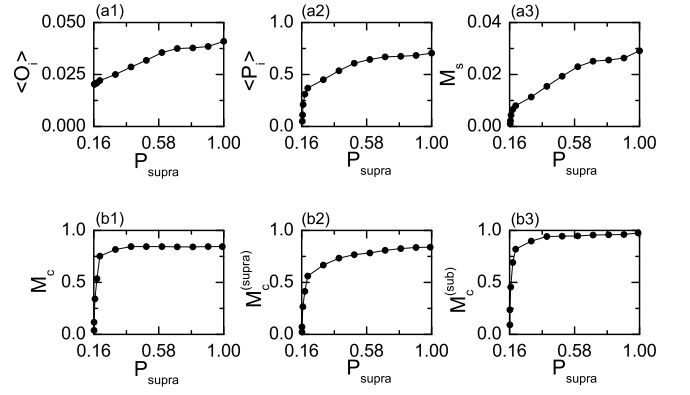 (a1)
0.050
0.025
0.000
<O_i>
0.16 0.58 1.00
P_supra
(a2)
1.0
0.5
0.0
<P_i>
0.16 0.58 1.00
P_supra
(a3)
0.04
0.02
0.00
M_s
0.16 0.58 1.00
P_supra
(b1)
1.0
0.5
0.0
M_c
0.16 0.58 1.00
P_supra
(b2)
1.0
0.5
0.0
M_c^(supra)
0.16 0.58 1.00
P_supra
(b3)
1.0
0.5
0.0
M_c^(sub)
0.16 0.58 1.00
P_supra